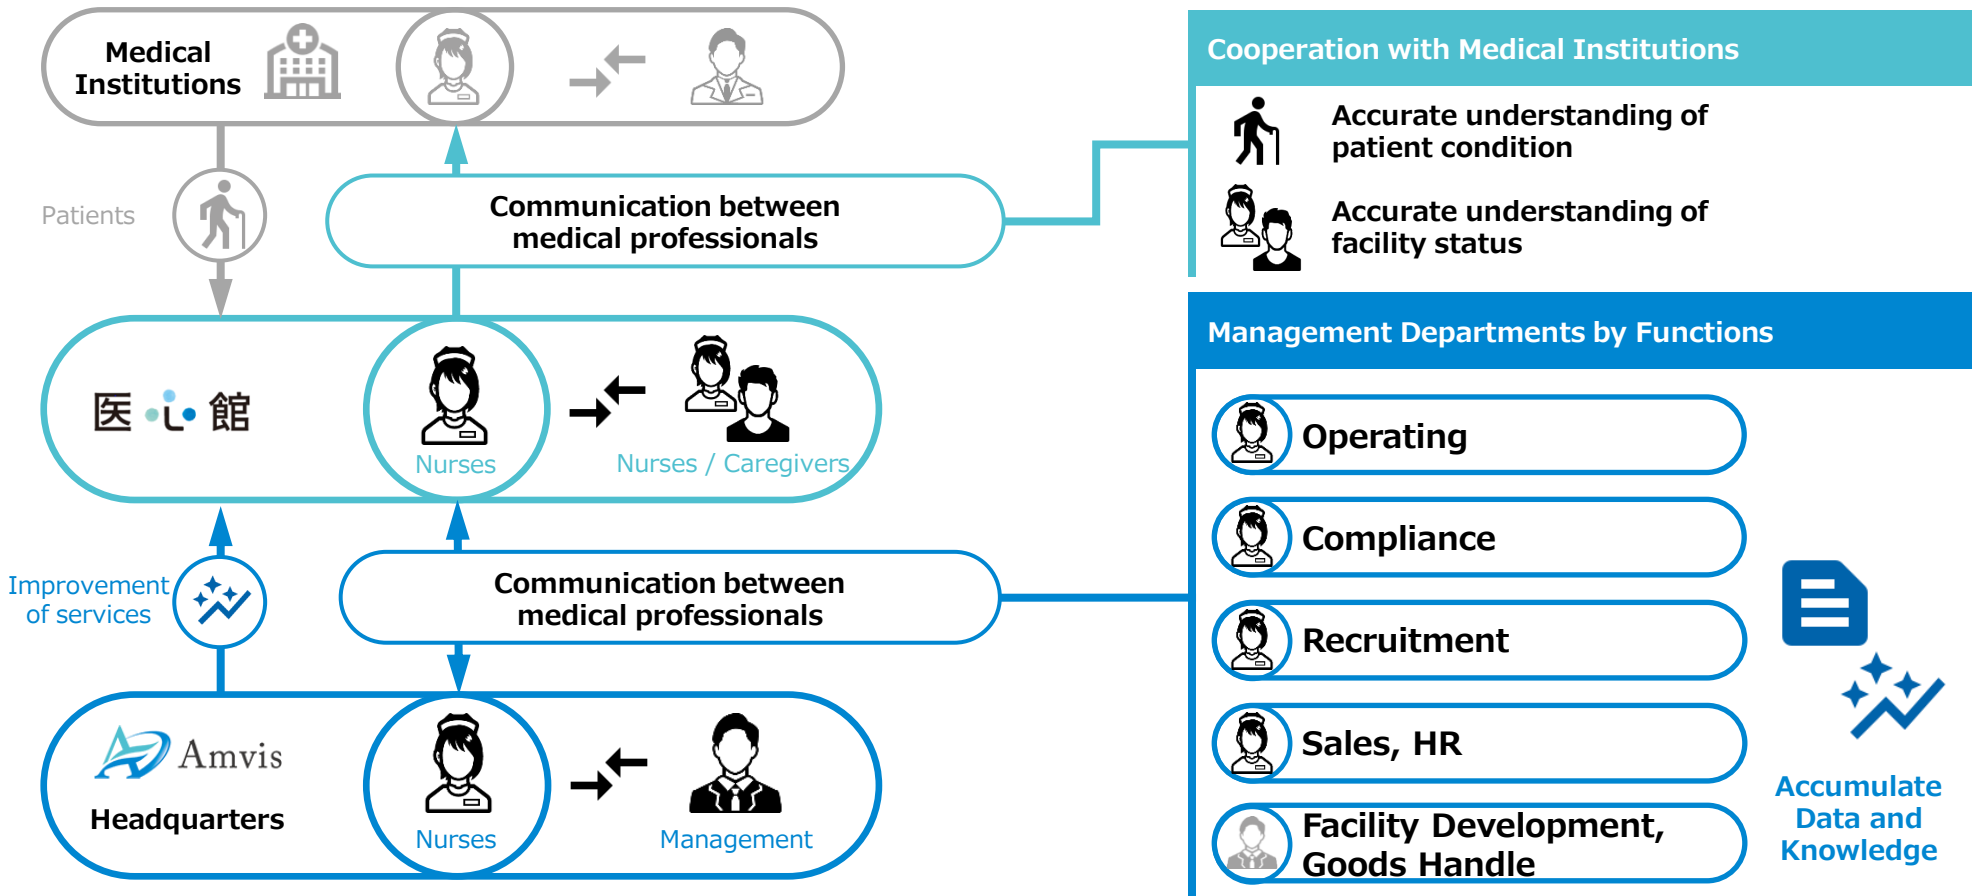 Medical
Institutions
Patients
Communication between
medical professionals
医心館
Nurses
Nurses / Caregivers
Improvement
of services
Communication between
medical professionals
Amvis
Headquarters
Nurses
Management
Cooperation with Medical Institutions
Accurate understanding of
patient condition
Accurate understanding of
facility status
Management Departments by Functions
Operating
Compliance
Recruitment
Sales, HR
Facility Development,
Goods Handle
Accumulate
Data and
Knowledge